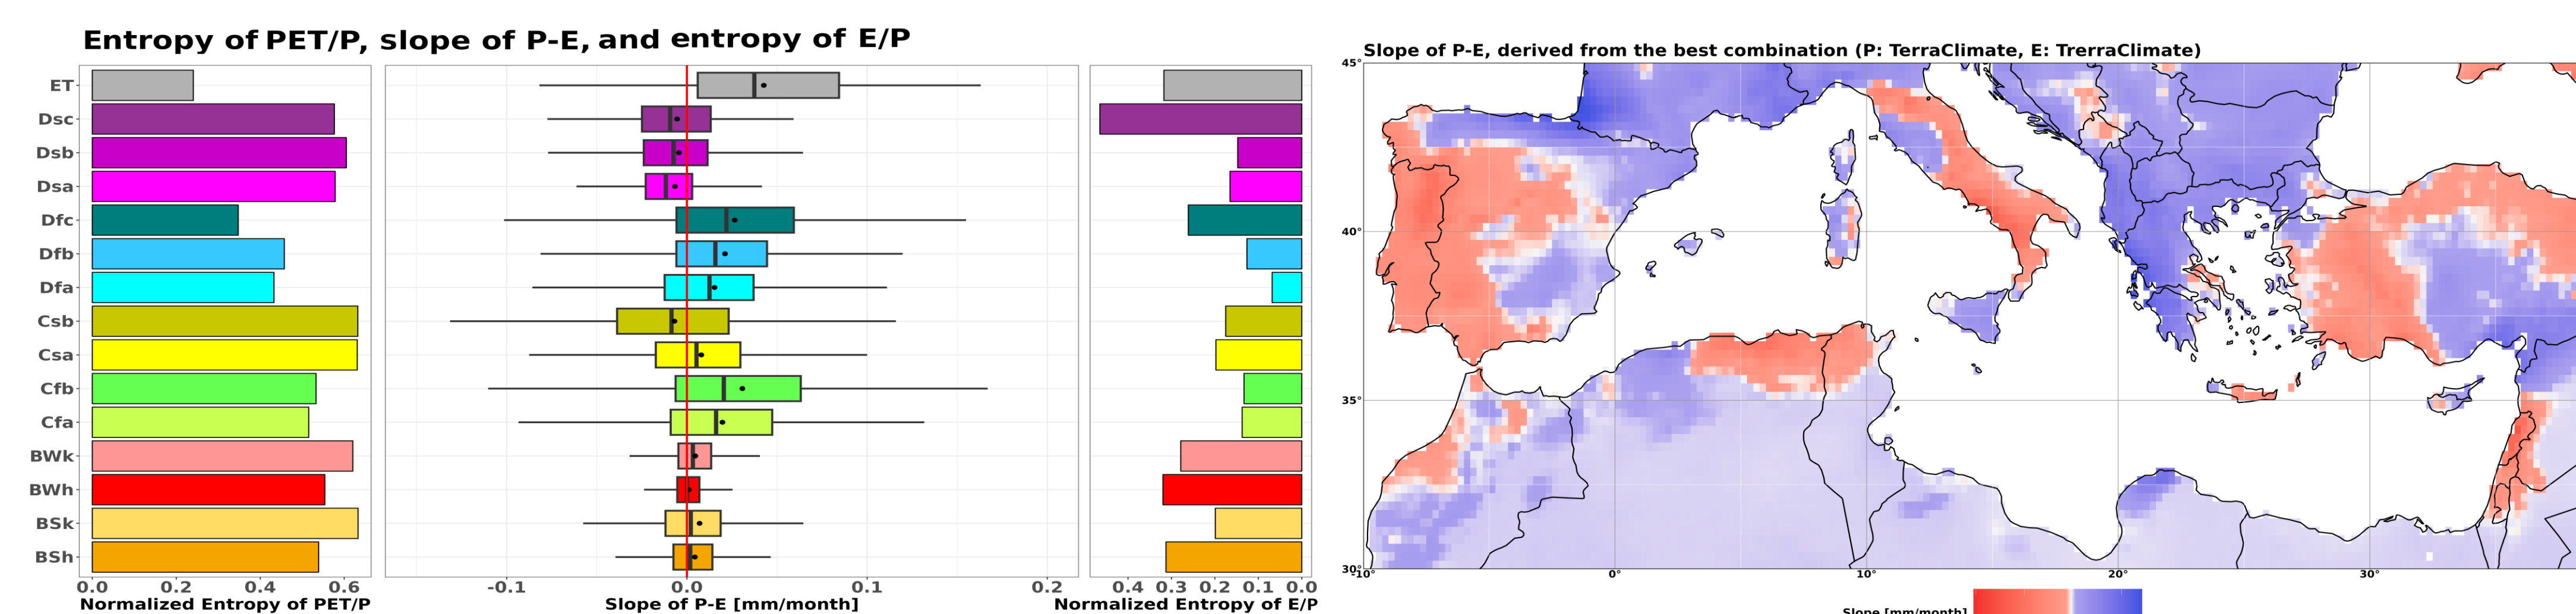 Entropy of PET/P, slope of P-E, and entropy of E/P
ET
Dsc
Dsb
Dsa
Dfc
Dfb
Dfa
Csb
Csa
Cfb
Cfa
BWk
BWh
BSk
BSh
0.0 0.2 0.4 0.6
Normalized Entropy of PET/P
-0.1 0.0 0.1 0.2
Slope of P-E [mm/month]
0.4 0.3 0.2 0.1 0.0
Normalized Entropy of E/P
Slope of P-E, derived from the best combination (P: TerraClimate, E: TrerraClimate)
45°
40°
35°
30°
-10° 0° 10° 20° 30°
Slope [mm/month]